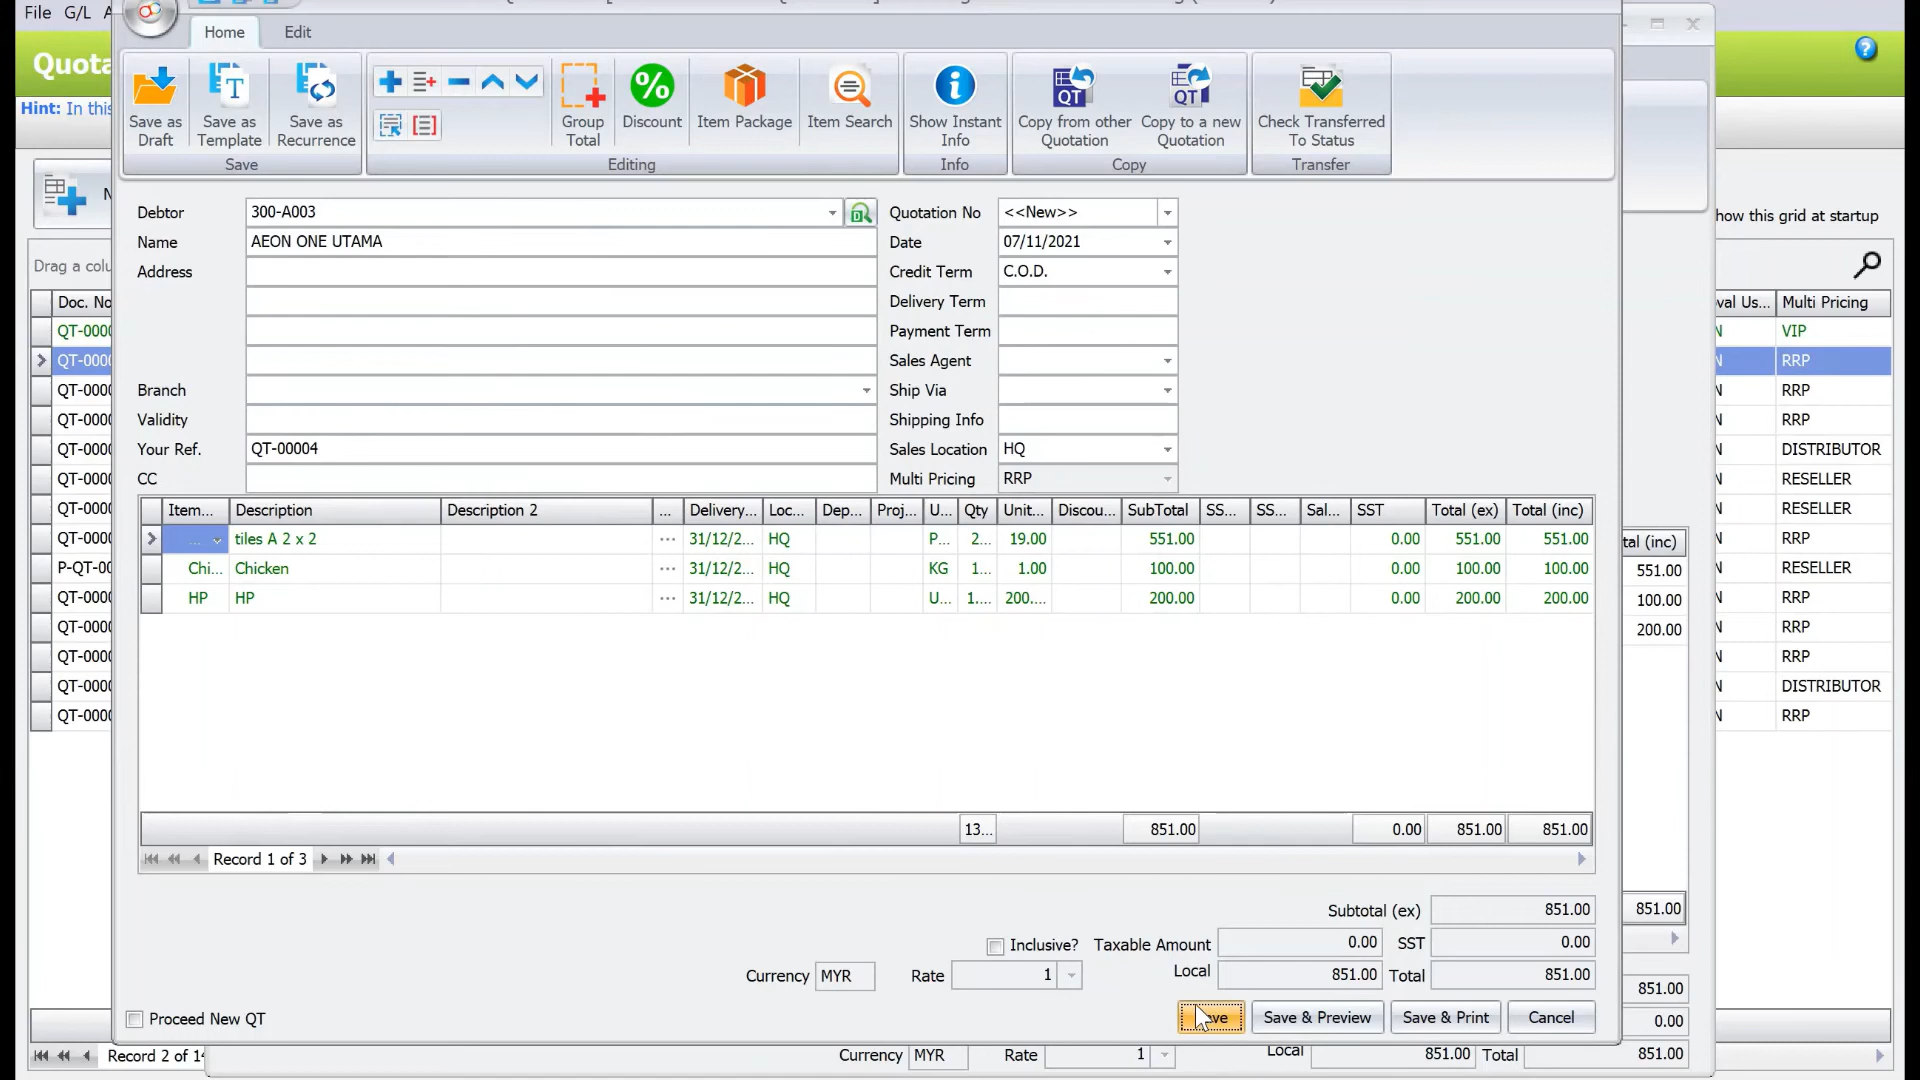 File G/L
Quota
Hint: In this
Home Edit
Save as Draft
Save as Template
Save as Recurrence
Save
Group Total
Discount
Item Package
Item Search
Editing
Show Instant Info
Info
Copy from other Quotation
Copy to a new Quotation
Copy
Check Transferred To Status
Transfer
how this grid at startup
Drag a colu
Debtor 300-A003 Quotation No <<New>>
Name AEON ONE UTAMA Date 07/11/2021
Address Credit Term C.O.D.
Delivery Term
Payment Term
Sales Agent
Branch Ship Via
Validity Shipping Info
Your Ref. QT-00004 Sales Location HQ
CC Multi Pricing RRP
Item... Description Description 2 ... Delivery... Loc... Dep... Proj... U... Qty Unit... Discou... SubTotal SS... SS... Sal... SST Total (ex) Total (inc)
... tiles A 2 x 2 ... 31/12/2... HQ P... 2... 19.00 551.00 0.00 551.00 551.00
Chi... Chicken ... 31/12/2... HQ KG 1... 1.00 100.00 0.00 100.00 100.00
HP HP ... 31/12/2... HQ U... 1.... 200.... 200.00 0.00 200.00 200.00
13... 851.00 0.00 851.00 851.00
Record 1 of 3
Subtotal (ex) 851.00
Inclusive? Taxable Amount 0.00 SST 0.00
Currency MYR Rate 1 Local 851.00 Total 851.00
Proceed New QT Save & Preview Save & Print Cancel
Doc. No
QT-0000
QT-0000
QT-0000
QT-0000
QT-0000
QT-0000
QT-0000
QT-0000
P-QT-00
QT-0000
QT-0000
QT-0000
QT-0000
QT-0000
val Us... Multi Pricing
N VIP
N RRP
N RRP
N RRP
N DISTRIBUTOR
N RESELLER
N RESELLER
N RRP
N RESELLER
N RRP
N RRP
N RRP
N DISTRIBUTOR
N RRP
tal (inc)
551.00
100.00
200.00
851.00
851.00
0.00
Record 2 of 14
Currency MYR Rate 1 Local 851.00 Total 851.00